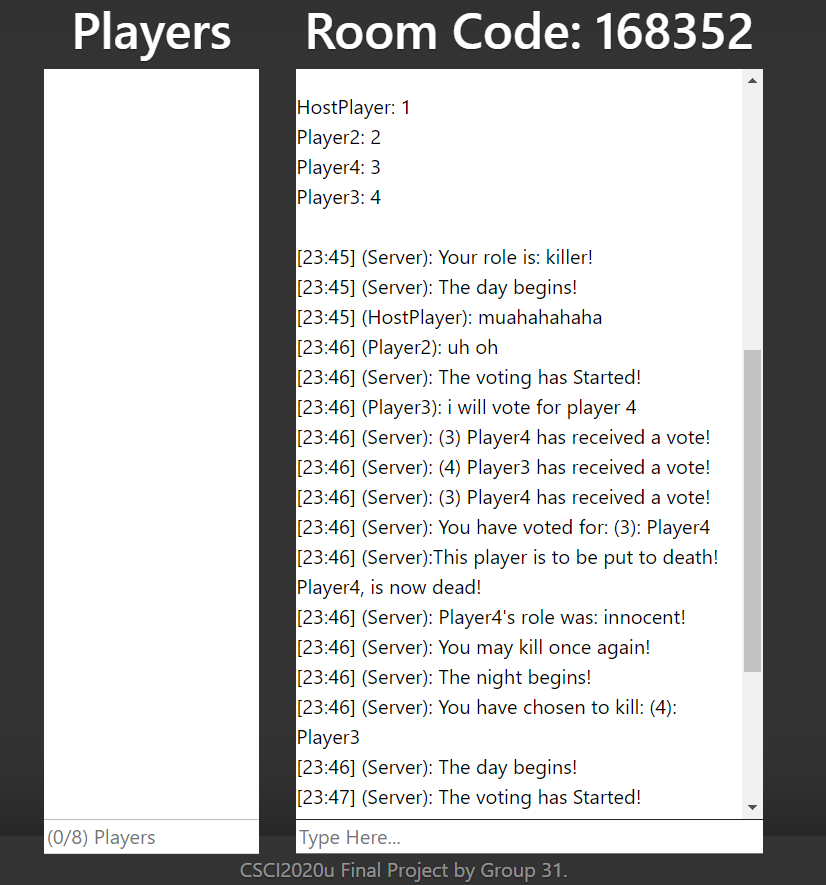 Players
Room Code: 168352
HostPlayer: 1
Player2: 2
Player4: 3
Player3: 4
[23:45] (Server): Your role is: killer!
[23:45] (Server): The day begins!
[23:45] (HostPlayer): muahahahaha
[23:46] (Player2): uh oh
[23:46] (Server): The voting has Started!
[23:46] (Player3): i will vote for player 4
[23:46] (Server): (3) Player4 has received a vote!
[23:46] (Server): (4) Player3 has received a vote!
[23:46] (Server): (3) Player4 has received a vote!
[23:46] (Server): You have voted for: (3): Player4
[23:46] (Server):This player is to be put to death!
Player4, is now dead!
[23:46] (Server): Player4's role was: innocent!
[23:46] (Server): You may kill once again!
[23:46] (Server): The night begins!
[23:46] (Server): You have chosen to kill: (4):
Player3
[23:46] (Server): The day begins!
[23:47] (Server): The voting has Started!
(0/8) Players
Type Here...
CSCI2020u Final Project by Group 31.